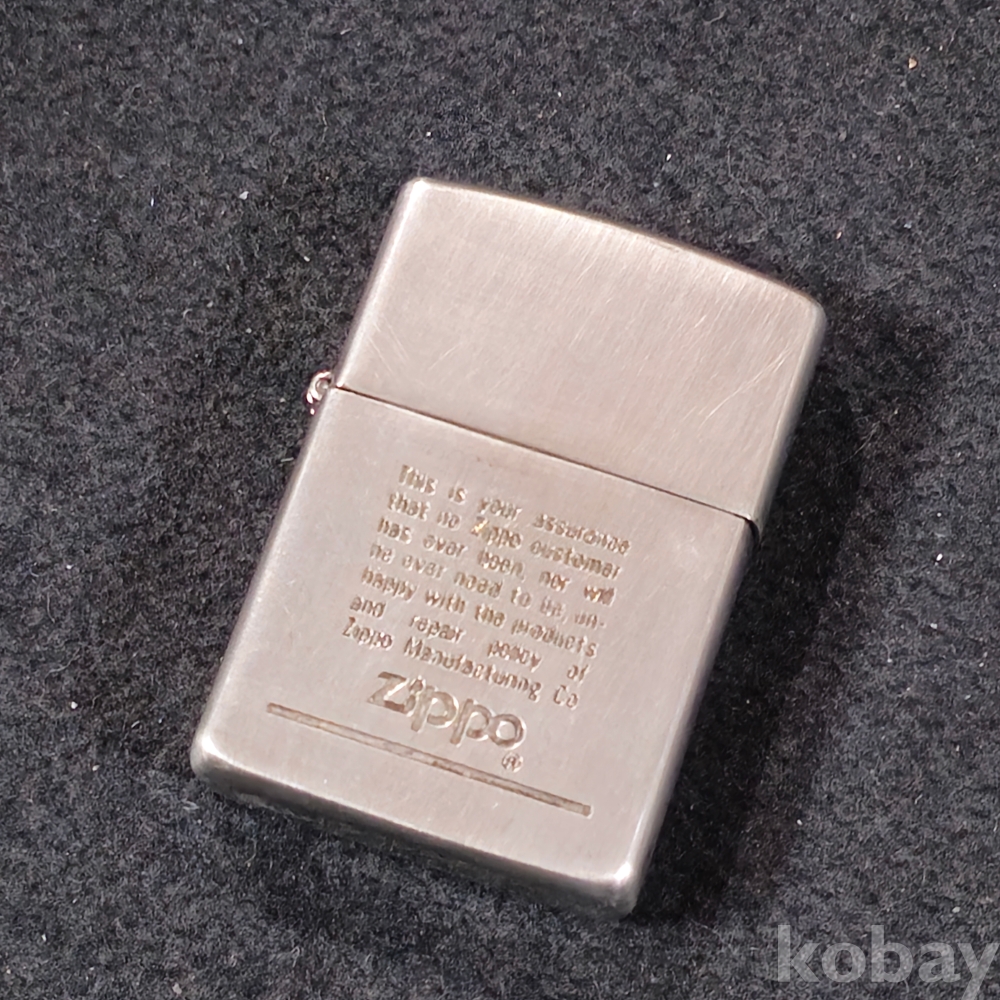 This is your assurance
that no Zippo customer
has ever been, nor will
he ever need to be, un-
happy with the products
and repair policy of
Zippo Manufacturing Co
Zippo
®
kobay